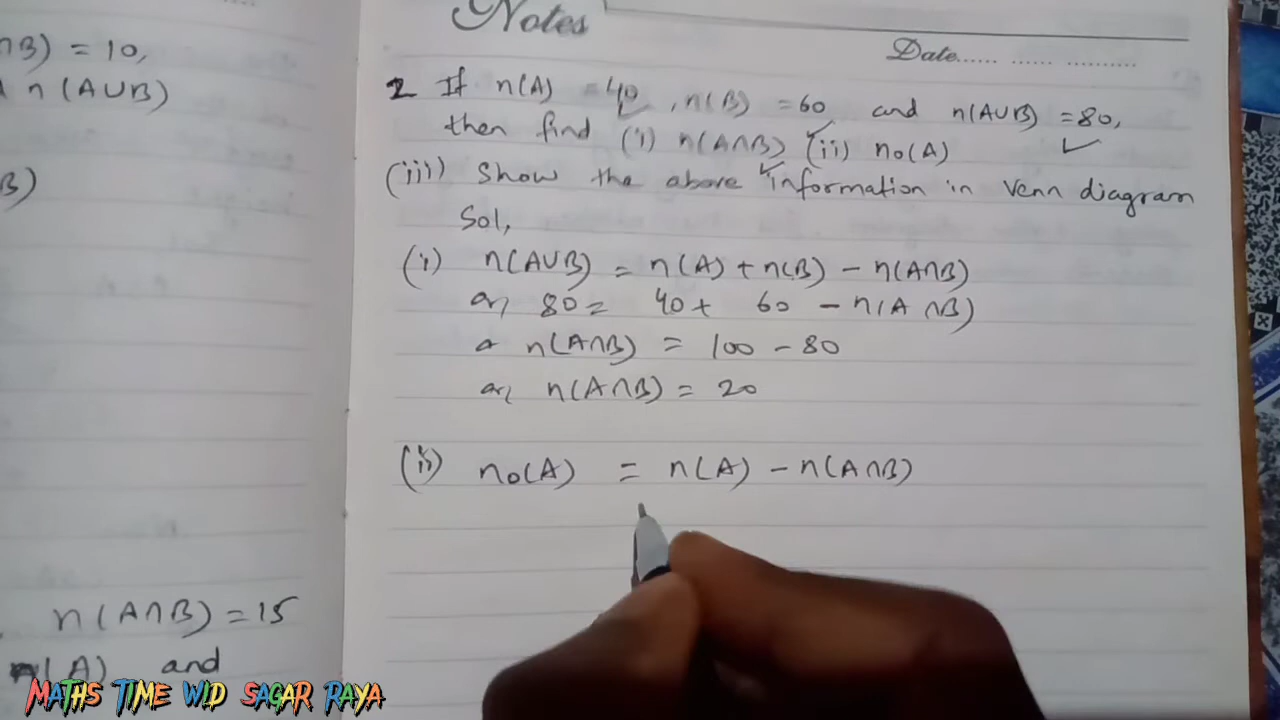 ∩B) = 10,
n(A∪B)
B)
n(A∩B) = 15
(A) and
Notes
Date...... ...... ..........
2 If n(A) = 40, n(B) = 60 and n(A∪B) = 80,
then find (i) n(A∩B) (ii) n₀(A)
(iii) Show the above information in Venn diagram
Sol,
(i) n(A∪B) = n(A) + n(B) - n(A∩B)
or, 80 = 40 + 60 - n(A∩B)
or n(A∩B) = 100 - 80
or, n(A∩B) = 20
(ii) n₀(A) = n(A) - n(A∩B)
MATHS TIME WID SAGAR RAYA